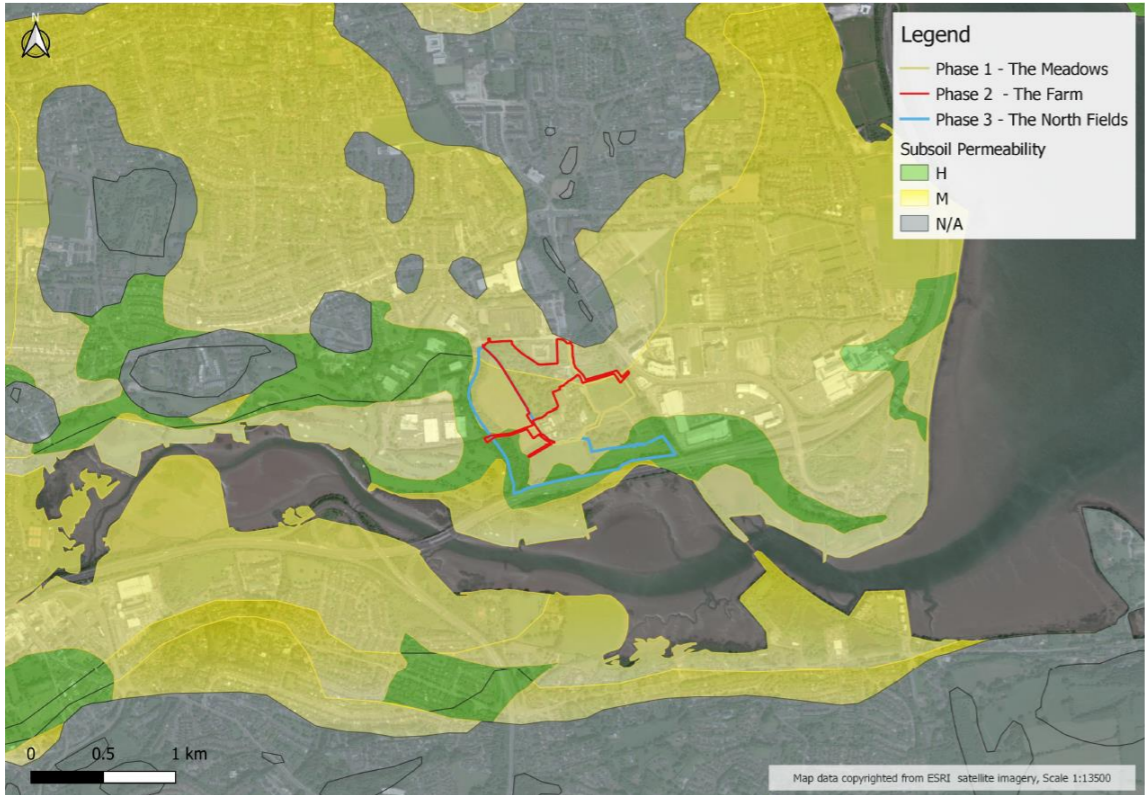 N
Legend
Phase 1 - The Meadows
Phase 2 - The Farm
Phase 3 - The North Fields
Subsoil Permeability
H
M
N/A
0 0.5 1 km
Map data copyrighted from ESRI satellite imagery, Scale 1:13500